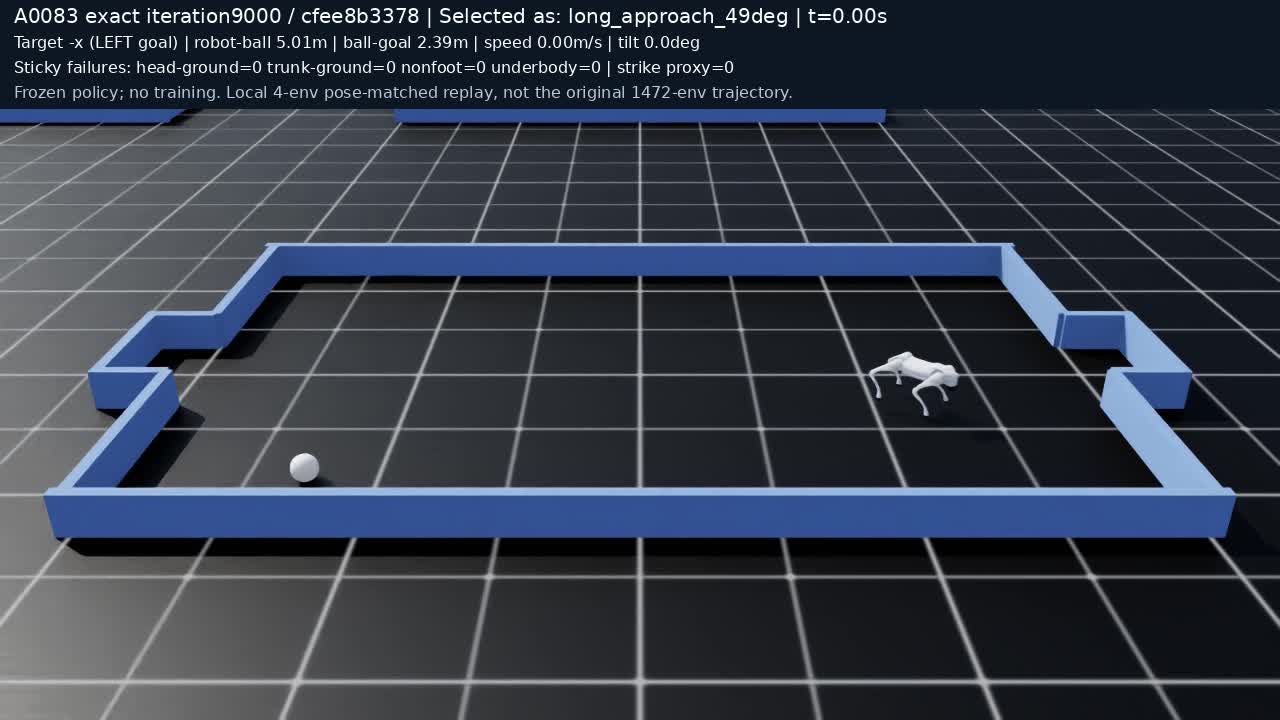 A0083 exact iteration9000 / cfee8b3378 | Selected as: long_approach_49deg | t=0.00s
Target -x (LEFT goal) | robot-ball 5.01m | ball-goal 2.39m | speed 0.00m/s | tilt 0.0deg
Sticky failures: head-ground=0 trunk-ground=0 nonfoot=0 underbody=0 | strike proxy=0
Frozen policy; no training. Local 4-env pose-matched replay, not the original 1472-env trajectory.